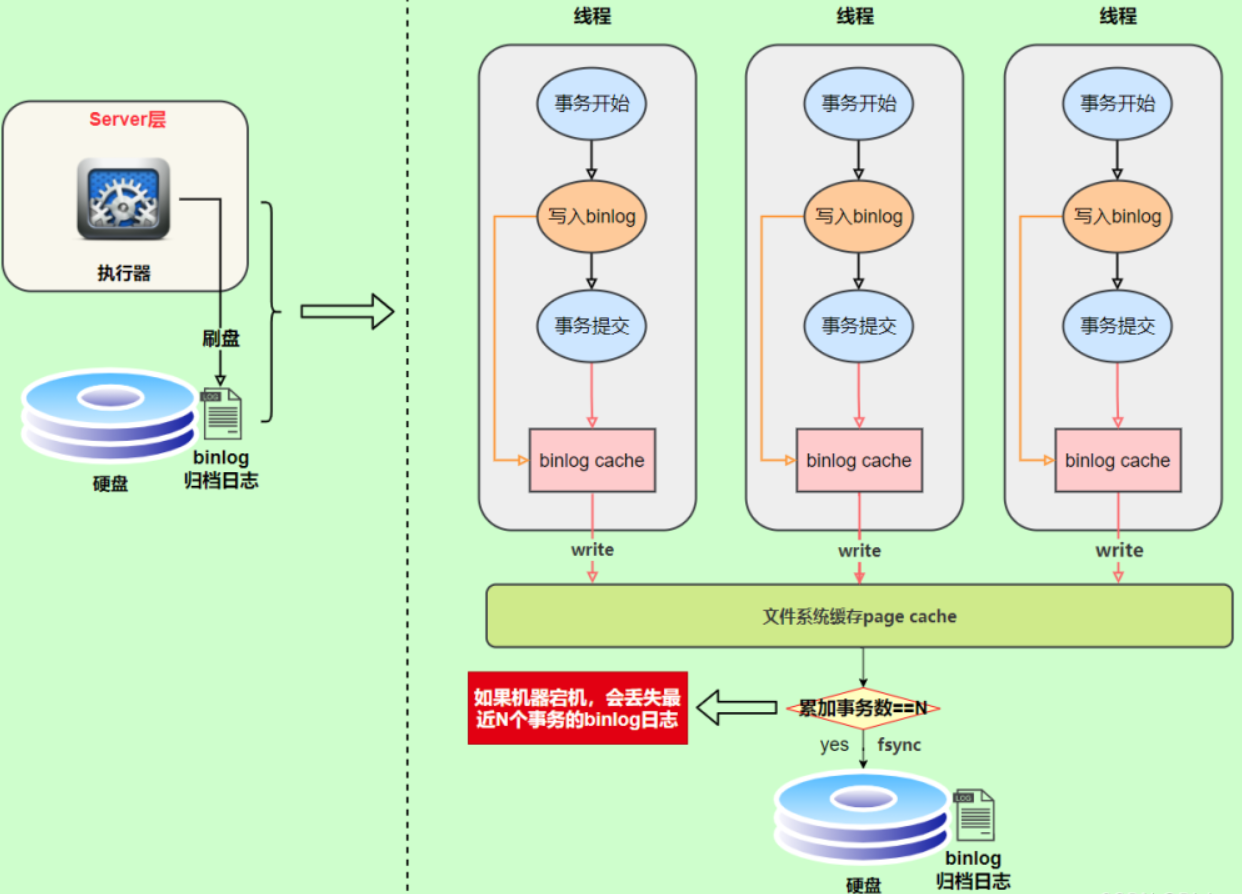 线程
线程
线程
Server层
执行器
刷盘
硬盘
binlog
归档日志
LOG
事务开始
写入binlog
事务提交
binlog cache
write
事务开始
写入binlog
事务提交
binlog cache
write
事务开始
写入binlog
事务提交
binlog cache
write
文件系统缓存page cache
如果机器宕机，会丢失最
近N个事务的binlog日志
累加事务数==N
yes
fsync
LOG
binlog
归档日志
硬盘